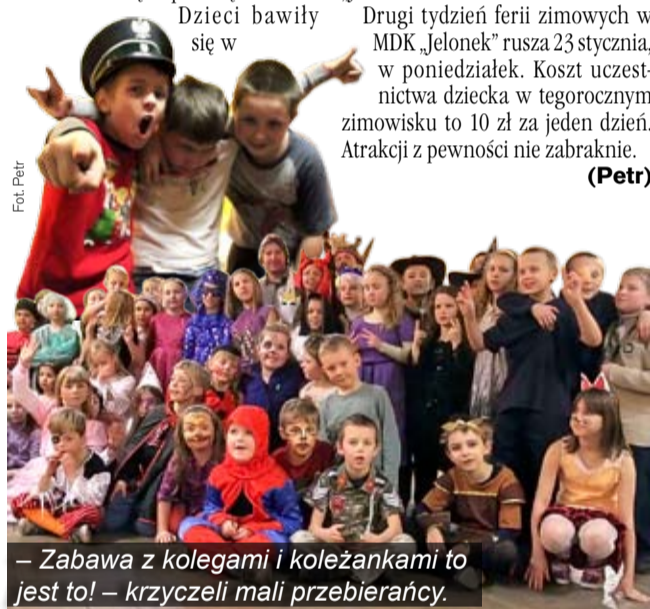 Dzieci bawiły
się w
Drugi tydzień ferii zimowych w
MDK „Jelonek” rusza 23 stycznia,
w poniedziałek. Koszt uczest-
nictwa dziecka w tegorocznym
zimowisku to 10 zł za jeden dzień.
Atrakcji z pewności nie zabraknie.
(Petr)
Fot. Petr
– Zabawa z kolegami i koleżankami to
jest to! – krzyczeli mali przebierańcy.